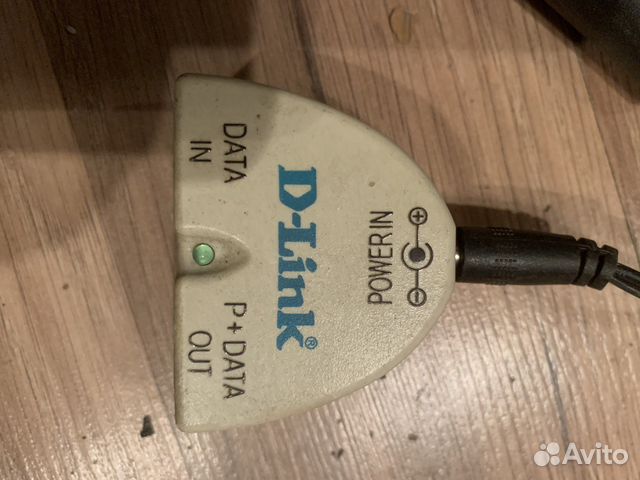 DATA
IN
D-Link®
POWER IN
P+DATA
OUT
Avito